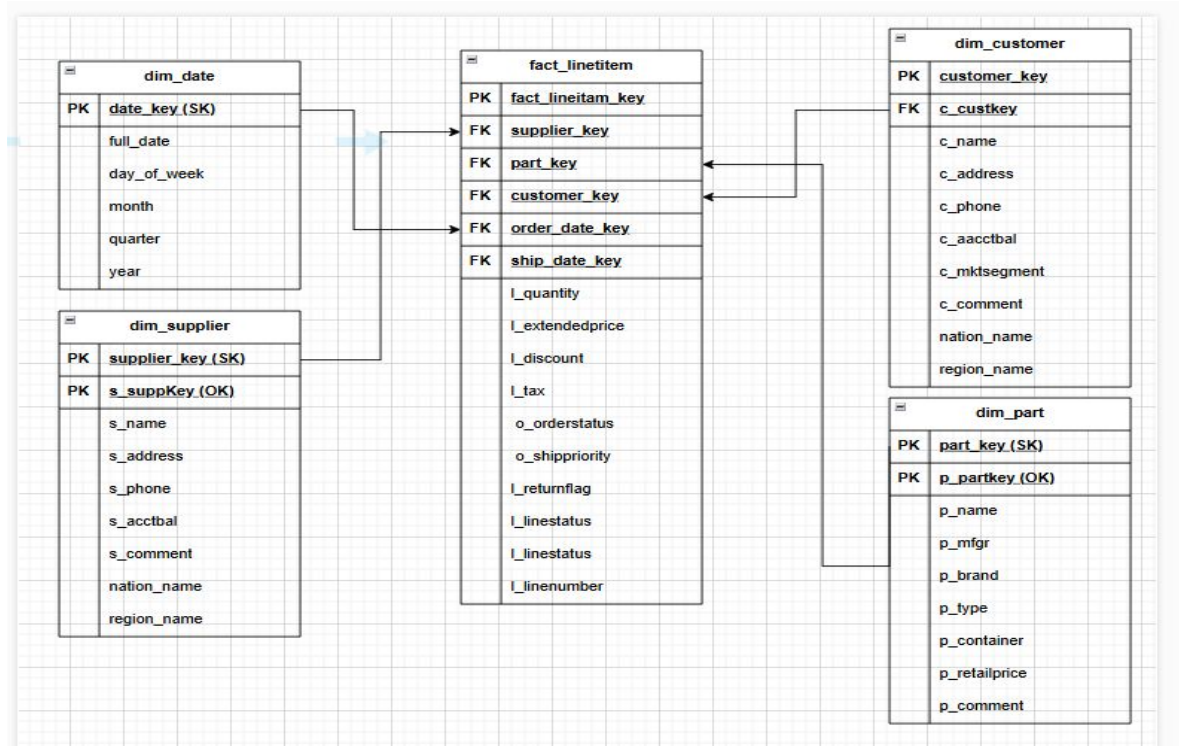 dim_date
PK date_key (SK)
full_date
day_of_week
month
quarter
year
dim_supplier
PK supplier_key (SK)
PK s_suppKey (OK)
s_name
s_address
s_phone
s_acctbal
s_comment
nation_name
region_name
fact_linetitem
PK fact_lineitam_key
FK supplier_key
FK part_key
FK customer_key
FK order_date_key
FK ship_date_key
l_quantity
l_extendedprice
l_discount
l_tax
o_orderstatus
o_shippriority
l_returnflag
l_linestatus
l_linestatus
l_linenumber
dim_customer
PK customer_key
FK c_custkey
c_name
c_address
c_phone
c_aacctbal
c_mktsegment
c_comment
nation_name
region_name
dim_part
PK part_key (SK)
PK p_partkey (OK)
p_name
p_mfgr
p_brand
p_type
p_container
p_retailprice
p_comment